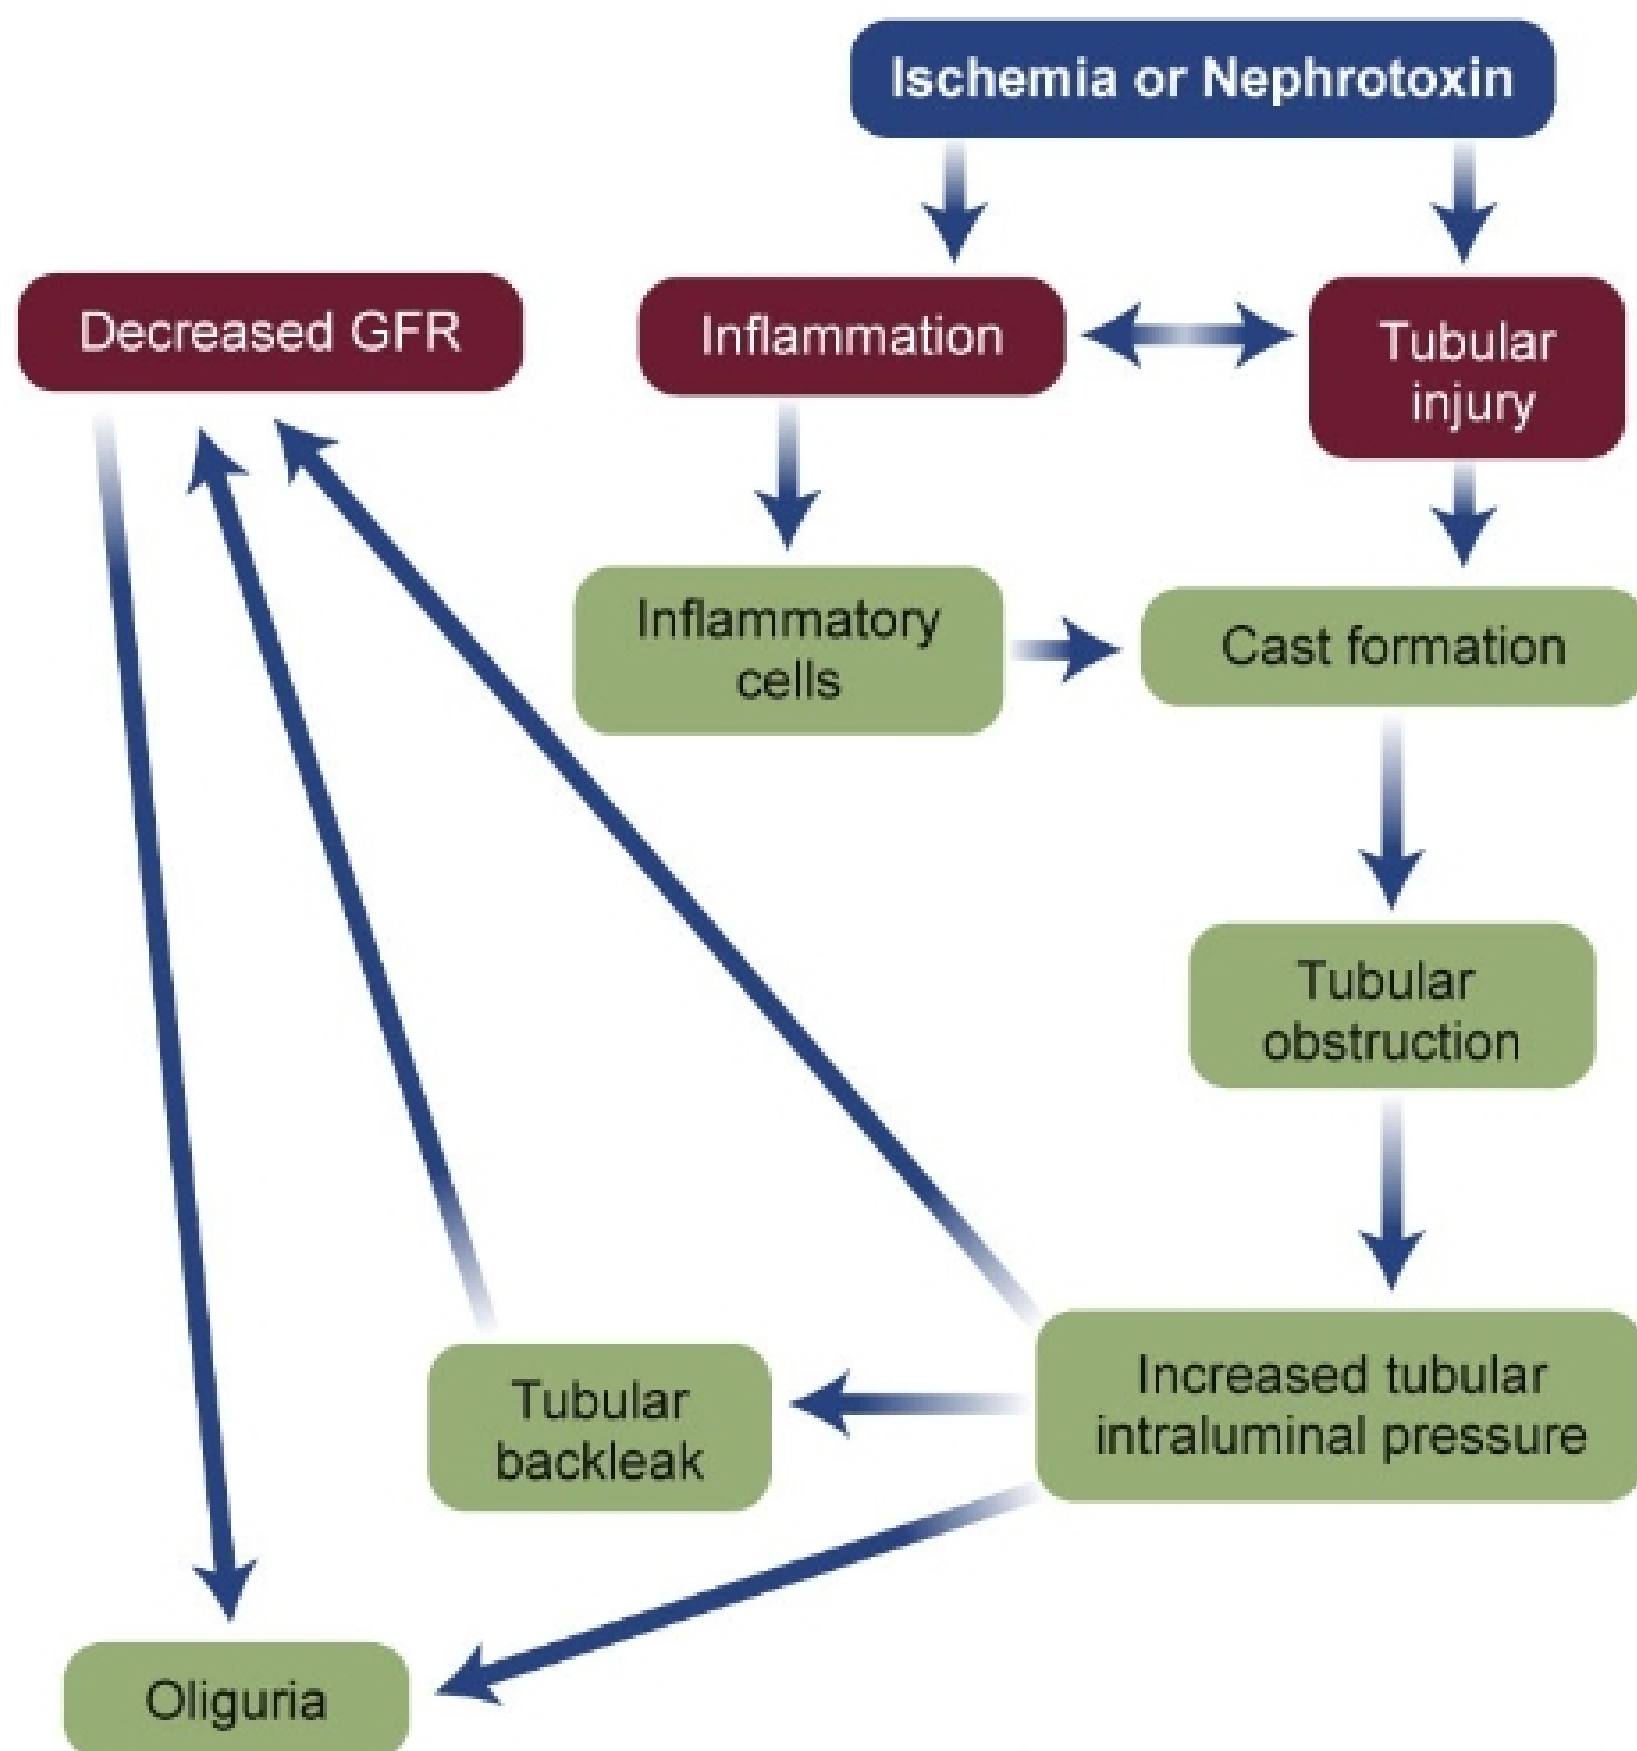 Ischemia or Nephrotoxin
Decreased GFR
Inflammation
Tubular
injury
Inflammatory
cells
Cast formation
Tubular
obstruction
Increased tubular
intraluminal pressure
Tubular
backleak
Oliguria